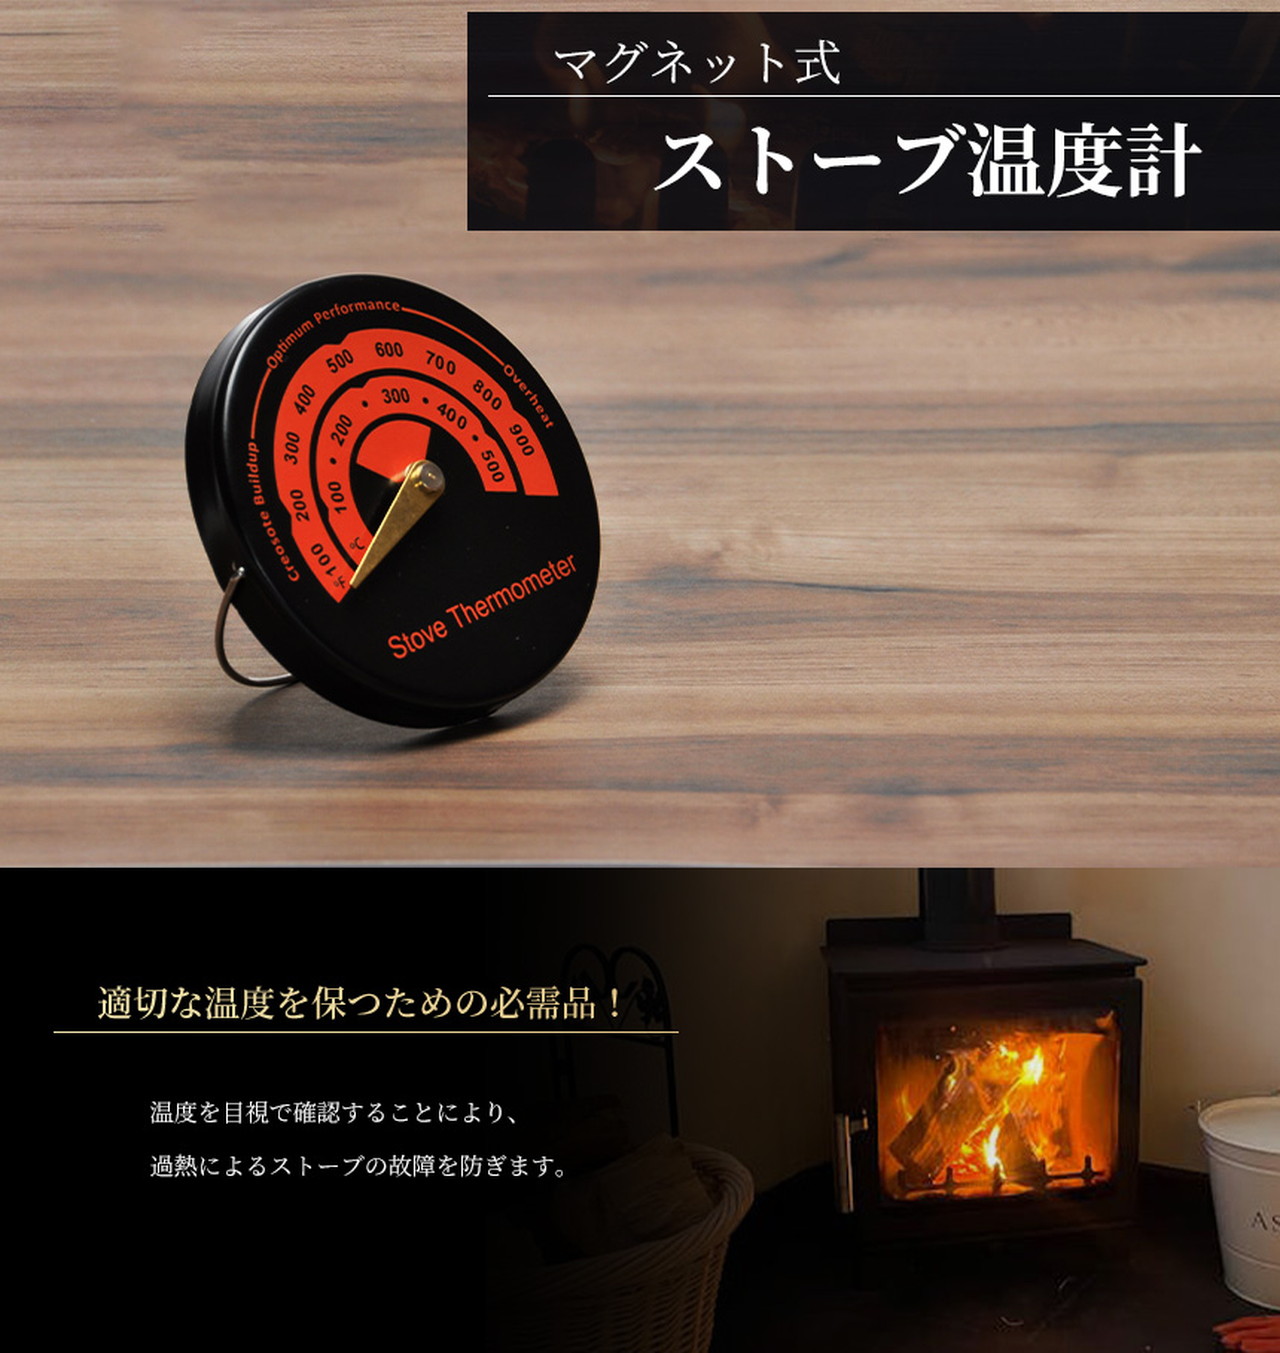 マグネット式
ストーブ温度計
Creosote Buildup
Optimum Performance
Overheat
100 200 300 400 500 600 700 800 900
100 200 300 400 500
℃
Stove Thermometer
適切な温度を保つための必需品！
温度を目視で確認することにより、
過熱によるストーブの故障を防ぎます。
AS